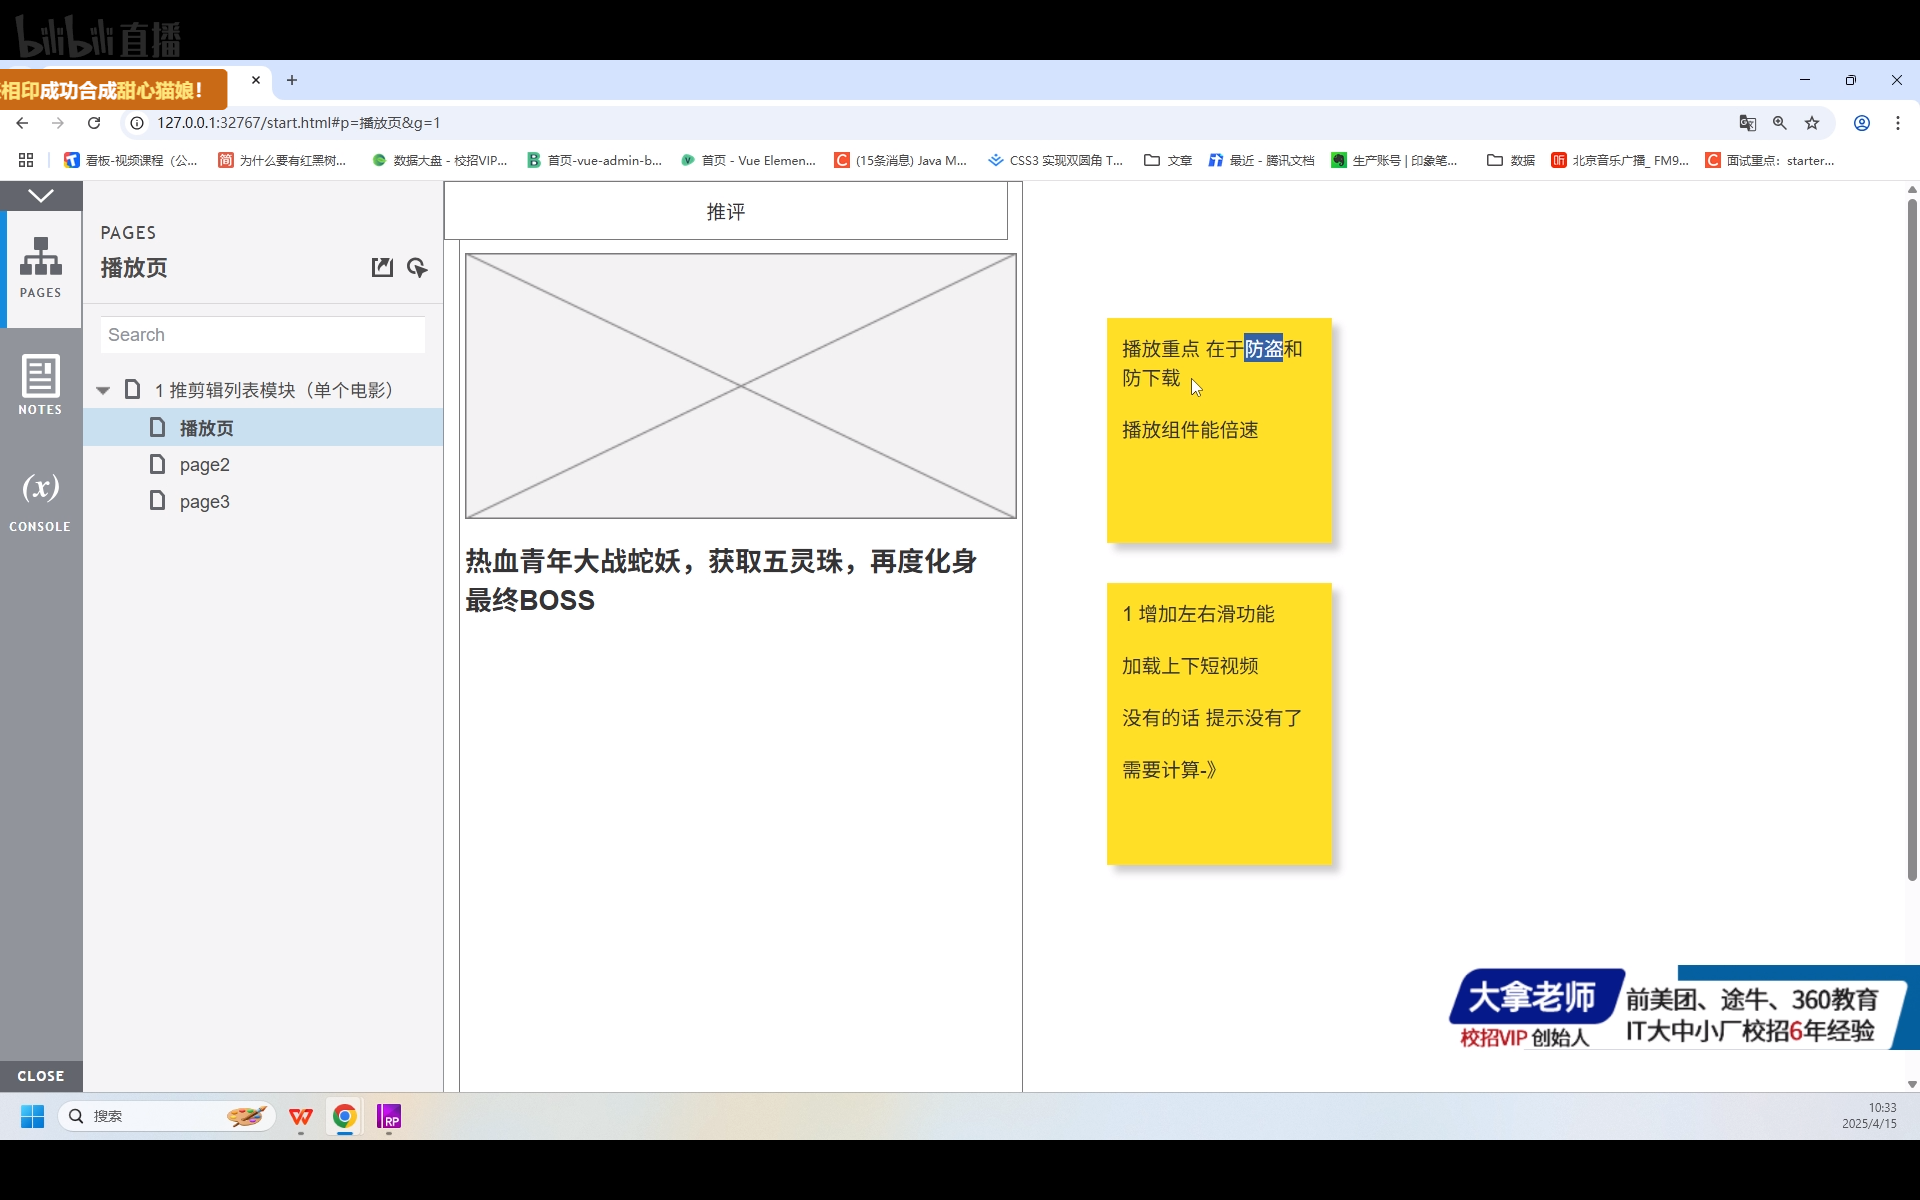 bilibili 直播
相印成功合成甜心猫娘！
127.0.0.1:32767/start.html#p=播放页&g=1
看板-视频课程（公...
简
为什么要有红黑树...
数据大盘 - 校招VIP...
首页-vue-admin-b...
首页 - Vue Elemen...
(15条消息) Java M...
CSS3 实现双圆角 T...
文章
最近 - 腾讯文档
生产账号 | 印象笔...
数据
听
北京音乐广播_ FM9...
面试重点：starter...
PAGES
NOTES
(x)
CONSOLE
CLOSE
PAGES
播放页
Search
1 推剪辑列表模块（单个电影）
播放页
page2
page3
推评
热血青年大战蛇妖，获取五灵珠，再度化身
最终BOSS
播放重点 在于防盗和
防下载
播放组件能倍速
1 增加左右滑功能
加载上下短视频
没有的话 提示没有了
需要计算-》
大拿老师
校招VIP 创始人
前美团、途牛、360教育
IT大中小厂校招6年经验
搜索
RP
10:33
2025/4/15